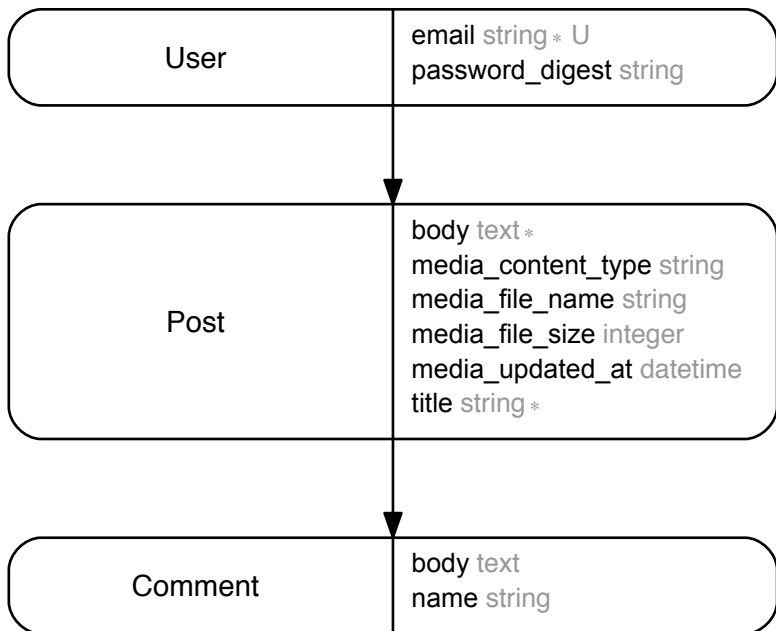 User
email string∗ U
password_digest string
Post
body text∗
media_content_type string
media_file_name string
media_file_size integer
media_updated_at datetime
title string∗
Comment
body text
name string